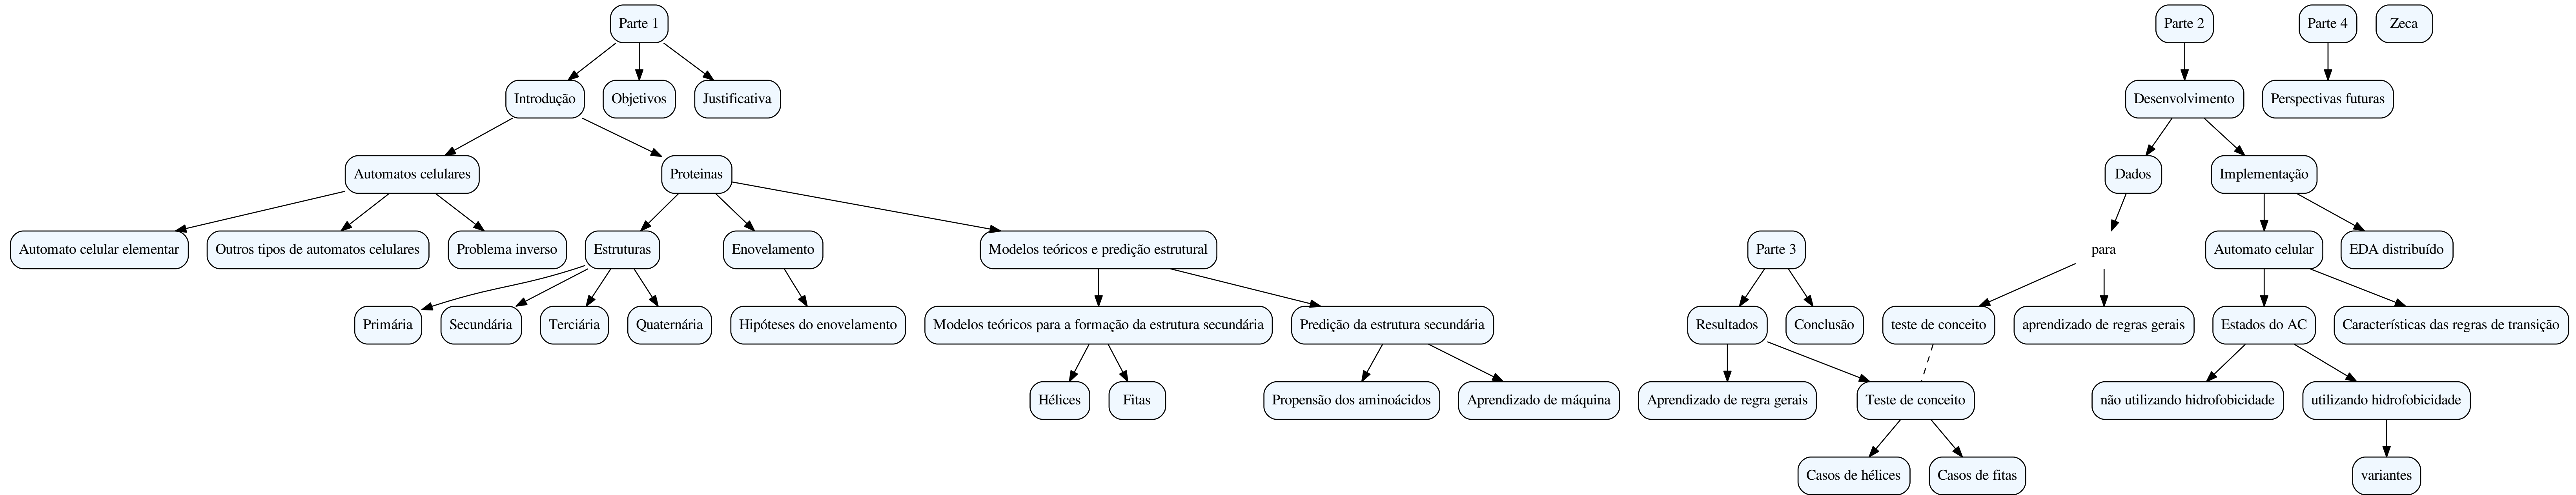 Parte 1
Parte 2
Parte 4
Zeca
Introdução
Objetivos
Justificativa
Desenvolvimento
Perspectivas futuras
Automatos celulares
Proteinas
Dados
Implementação
Automato celular elementar
Outros tipos de automatos celulares
Problema inverso
Estruturas
Enovelamento
Modelos teóricos e predição estrutural
Parte 3
para
Automato celular
EDA distribuído
Primária
Secundária
Terciária
Quaternária
Hipóteses do enovelamento
Modelos teóricos para a formação da estrutura secundária
Predição da estrutura secundária
Resultados
Conclusão
teste de conceito
aprendizado de regras gerais
Estados do AC
Características das regras de transição
Hélices
Fitas
Propensão dos aminoácidos
Aprendizado de máquina
Aprendizado de regra gerais
Teste de conceito
não utilizando hidrofobicidade
utilizando hidrofobicidade
Casos de hélices
Casos de fitas
variantes